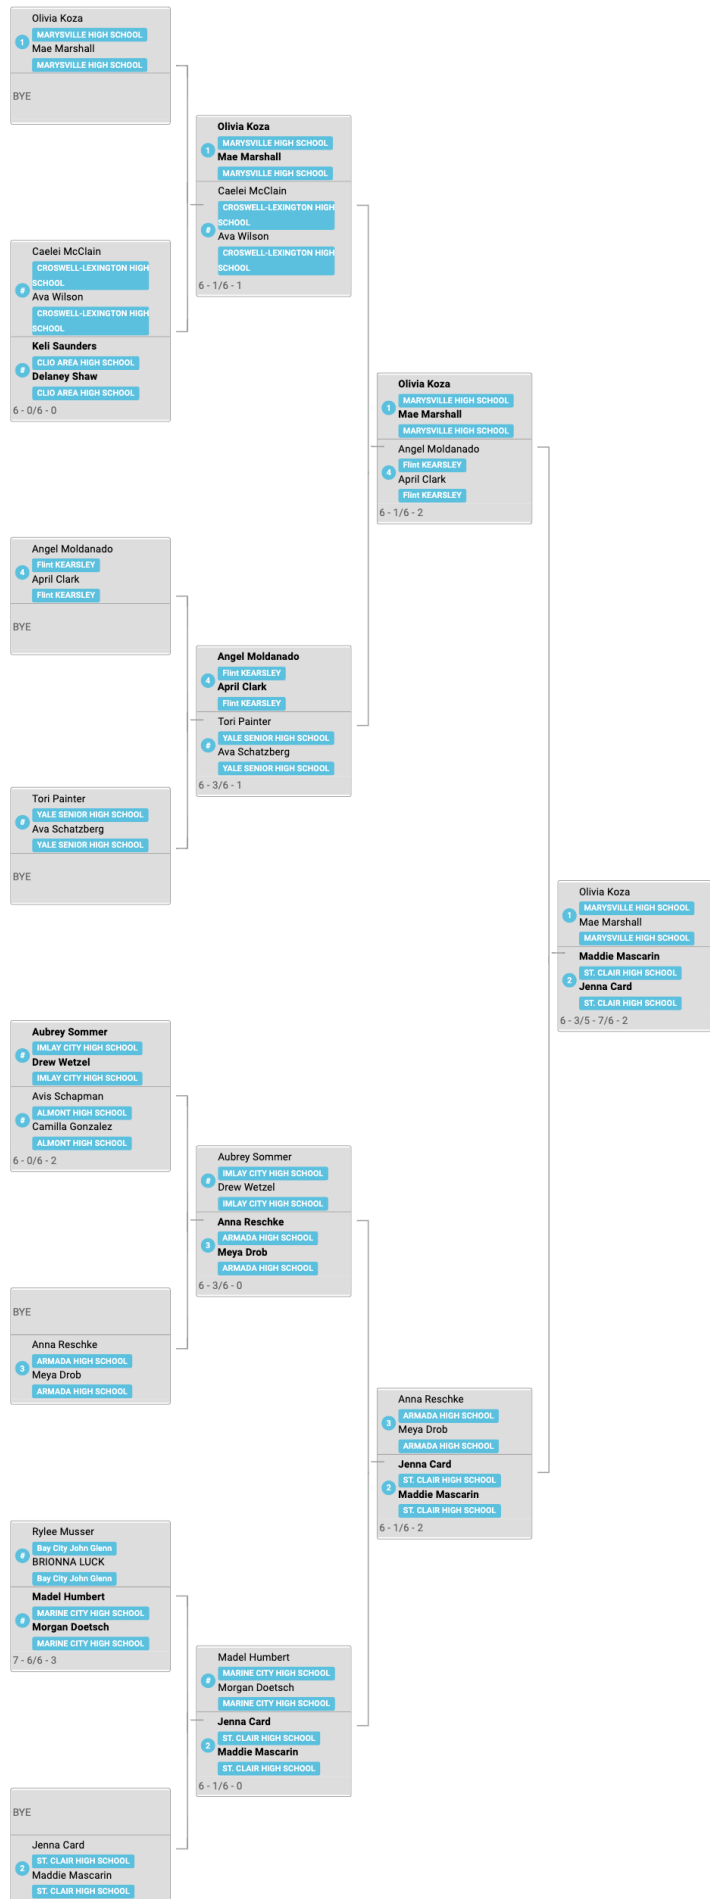 Olivia Koza
1
MARYSVILLE HIGH SCHOOL
Mae Marshall
MARYSVILLE HIGH SCHOOL
BYE
Caelei McClain
#
CROSWELL-LEXINGTON HIGH
SCHOOL
Ava Wilson
CROSWELL-LEXINGTON HIGH
SCHOOL
Keli Saunders
#
CLIO AREA HIGH SCHOOL
Delaney Shaw
CLIO AREA HIGH SCHOOL
6 - 0/6 - 0
Angel Moldanado
4
Flint KEARSLEY
April Clark
Flint KEARSLEY
BYE
Tori Painter
#
YALE SENIOR HIGH SCHOOL
Ava Schatzberg
YALE SENIOR HIGH SCHOOL
BYE
Aubrey Sommer
#
IMLAY CITY HIGH SCHOOL
Drew Wetzel
IMLAY CITY HIGH SCHOOL
Avis Schapman
#
ALMONT HIGH SCHOOL
Camilla Gonzalez
ALMONT HIGH SCHOOL
6 - 0/6 - 2
BYE
Anna Reschke
3
ARMADA HIGH SCHOOL
Meya Drob
ARMADA HIGH SCHOOL
Rylee Musser
#
Bay City John Glenn
BRIONNA LUCK
Bay City John Glenn
Madel Humbert
#
MARINE CITY HIGH SCHOOL
Morgan Doetsch
MARINE CITY HIGH SCHOOL
7 - 6/6 - 3
BYE
Jenna Card
2
ST. CLAIR HIGH SCHOOL
Maddie Mascarin
ST. CLAIR HIGH SCHOOL
Olivia Koza
1
MARYSVILLE HIGH SCHOOL
Mae Marshall
MARYSVILLE HIGH SCHOOL
Caelei McClain
#
CROSWELL-LEXINGTON HIGH
SCHOOL
Ava Wilson
CROSWELL-LEXINGTON HIGH
SCHOOL
6 - 1/6 - 1
Angel Moldanado
4
Flint KEARSLEY
April Clark
Flint KEARSLEY
Tori Painter
#
YALE SENIOR HIGH SCHOOL
Ava Schatzberg
YALE SENIOR HIGH SCHOOL
6 - 3/6 - 1
Aubrey Sommer
#
IMLAY CITY HIGH SCHOOL
Drew Wetzel
IMLAY CITY HIGH SCHOOL
Anna Reschke
3
ARMADA HIGH SCHOOL
Meya Drob
ARMADA HIGH SCHOOL
6 - 3/6 - 0
Madel Humbert
#
MARINE CITY HIGH SCHOOL
Morgan Doetsch
MARINE CITY HIGH SCHOOL
Jenna Card
2
ST. CLAIR HIGH SCHOOL
Maddie Mascarin
ST. CLAIR HIGH SCHOOL
6 - 1/6 - 0
Olivia Koza
1
MARYSVILLE HIGH SCHOOL
Mae Marshall
MARYSVILLE HIGH SCHOOL
Angel Moldanado
4
Flint KEARSLEY
April Clark
Flint KEARSLEY
6 - 1/6 - 2
Anna Reschke
3
ARMADA HIGH SCHOOL
Meya Drob
ARMADA HIGH SCHOOL
Jenna Card
2
ST. CLAIR HIGH SCHOOL
Maddie Mascarin
ST. CLAIR HIGH SCHOOL
6 - 1/6 - 2
Olivia Koza
1
MARYSVILLE HIGH SCHOOL
Mae Marshall
MARYSVILLE HIGH SCHOOL
Maddie Mascarin
2
ST. CLAIR HIGH SCHOOL
Jenna Card
ST. CLAIR HIGH SCHOOL
6 - 3/5 - 7/6 - 2